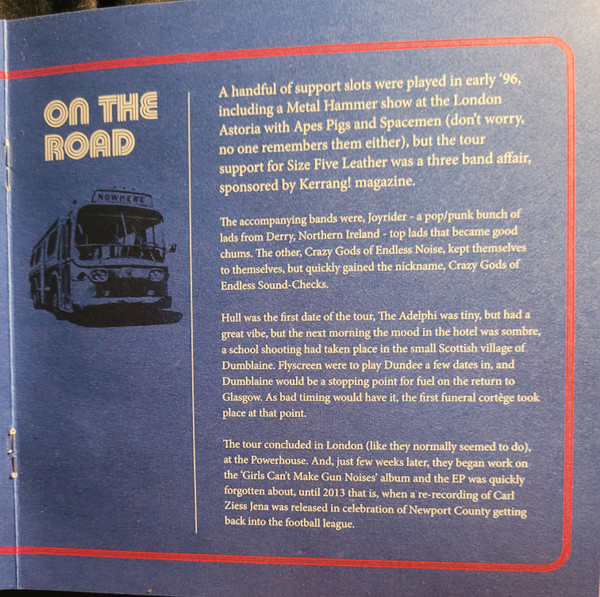 ON THE
ROAD
NOWHERE
A handful of support slots were played in early '96,
including a Metal Hammer show at the London
Astoria with Apes Pigs and Spacemen (don't worry,
no one remembers them either), but the tour
support for Size Five Leather was a three band affair,
sponsored by Kerrang! magazine.
The accompanying bands were, Joyrider - a pop/punk bunch of
lads from Derry, Northern Ireland - top lads that became good
chums. The other, Crazy Gods of Endless Noise, kept themselves
to themselves, but quickly gained the nickname, Crazy Gods of
Endless Sound-Checks.
Hull was the first date of the tour, The Adelphi was tiny, but had a
great vibe, but the next morning the mood in the hotel was sombre,
a school shooting had taken place in the small Scottish village of
Dumblaine. Flyscreen were to play Dundee a few dates in, and
Dumblaine would be a stopping point for fuel on the return to
Glasgow. As bad timing would have it, the first funeral cortège took
place at that point.
The tour concluded in London (like they normally seemed to do),
at the Powerhouse. And, just few weeks later, they began work on
the 'Girls Can't Make Gun Noises' album and the EP was quickly
forgotten about, until 2013 that is, when a re-recording of Carl
Ziess Jena was released in celebration of Newport County getting
back into the football league.